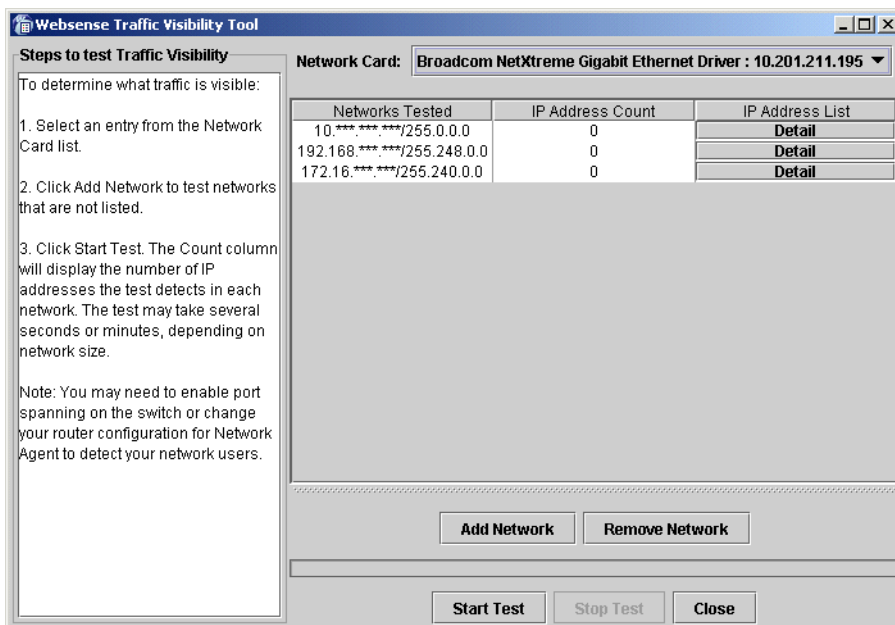 Websense Traffic Visibility Tool
Steps to test Traffic Visibility
To determine what traffic is visible:
1. Select an entry from the Network
Card list.
2. Click Add Network to test networks
that are not listed.
3. Click Start Test. The Count column
will display the number of IP
addresses the test detects in each
network. The test may take several
seconds or minutes, depending on
network size.
Note: You may need to enable port
spanning on the switch or change
your router configuration for Network
Agent to detect your network users.
Network Card: Broadcom NetXtreme Gigabit Ethernet Driver : 10.201.211.195
Networks Tested IP Address Count IP Address List
10.***.***.***/255.0.0.0 0 Detail
192.168.***.***/255.248.0.0 0 Detail
172.16.***.***/255.240.0.0 0 Detail
Add Network Remove Network
Start Test Stop Test Close